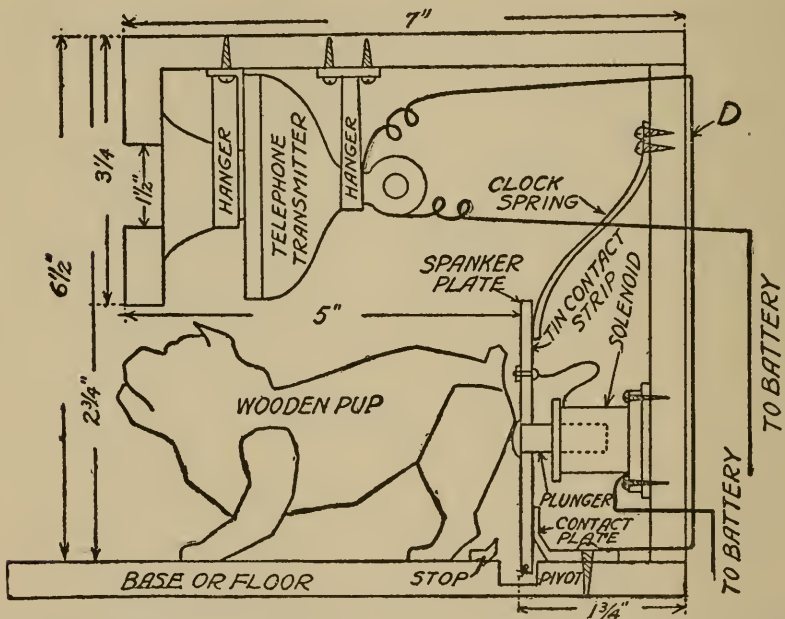 7"
D
HANGER
TELEPHONE
TRANSMITTER
HANGER
3 1/4
1 1/2"
CLOCK
SPRING
6 1/2"
SPANKER
PLATE
TIN CONTACT
STRIP
SOLENOID
5"
2 3/4"
WOODEN PUP
TO BATTERY
PLUNGER
CONTACT
PLATE
TO BATTERY
BASE OR FLOOR
STOP
PIVOT
1 3/4"